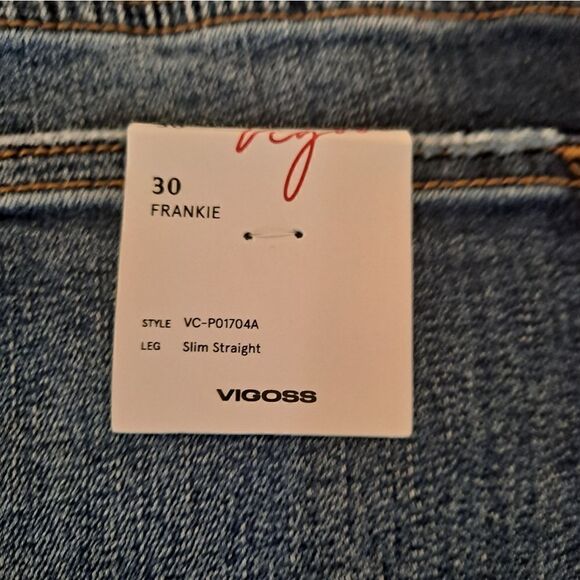 30
FRANKIE
STYLE VC-P01704A
LEG Slim Straight
VIGOSS